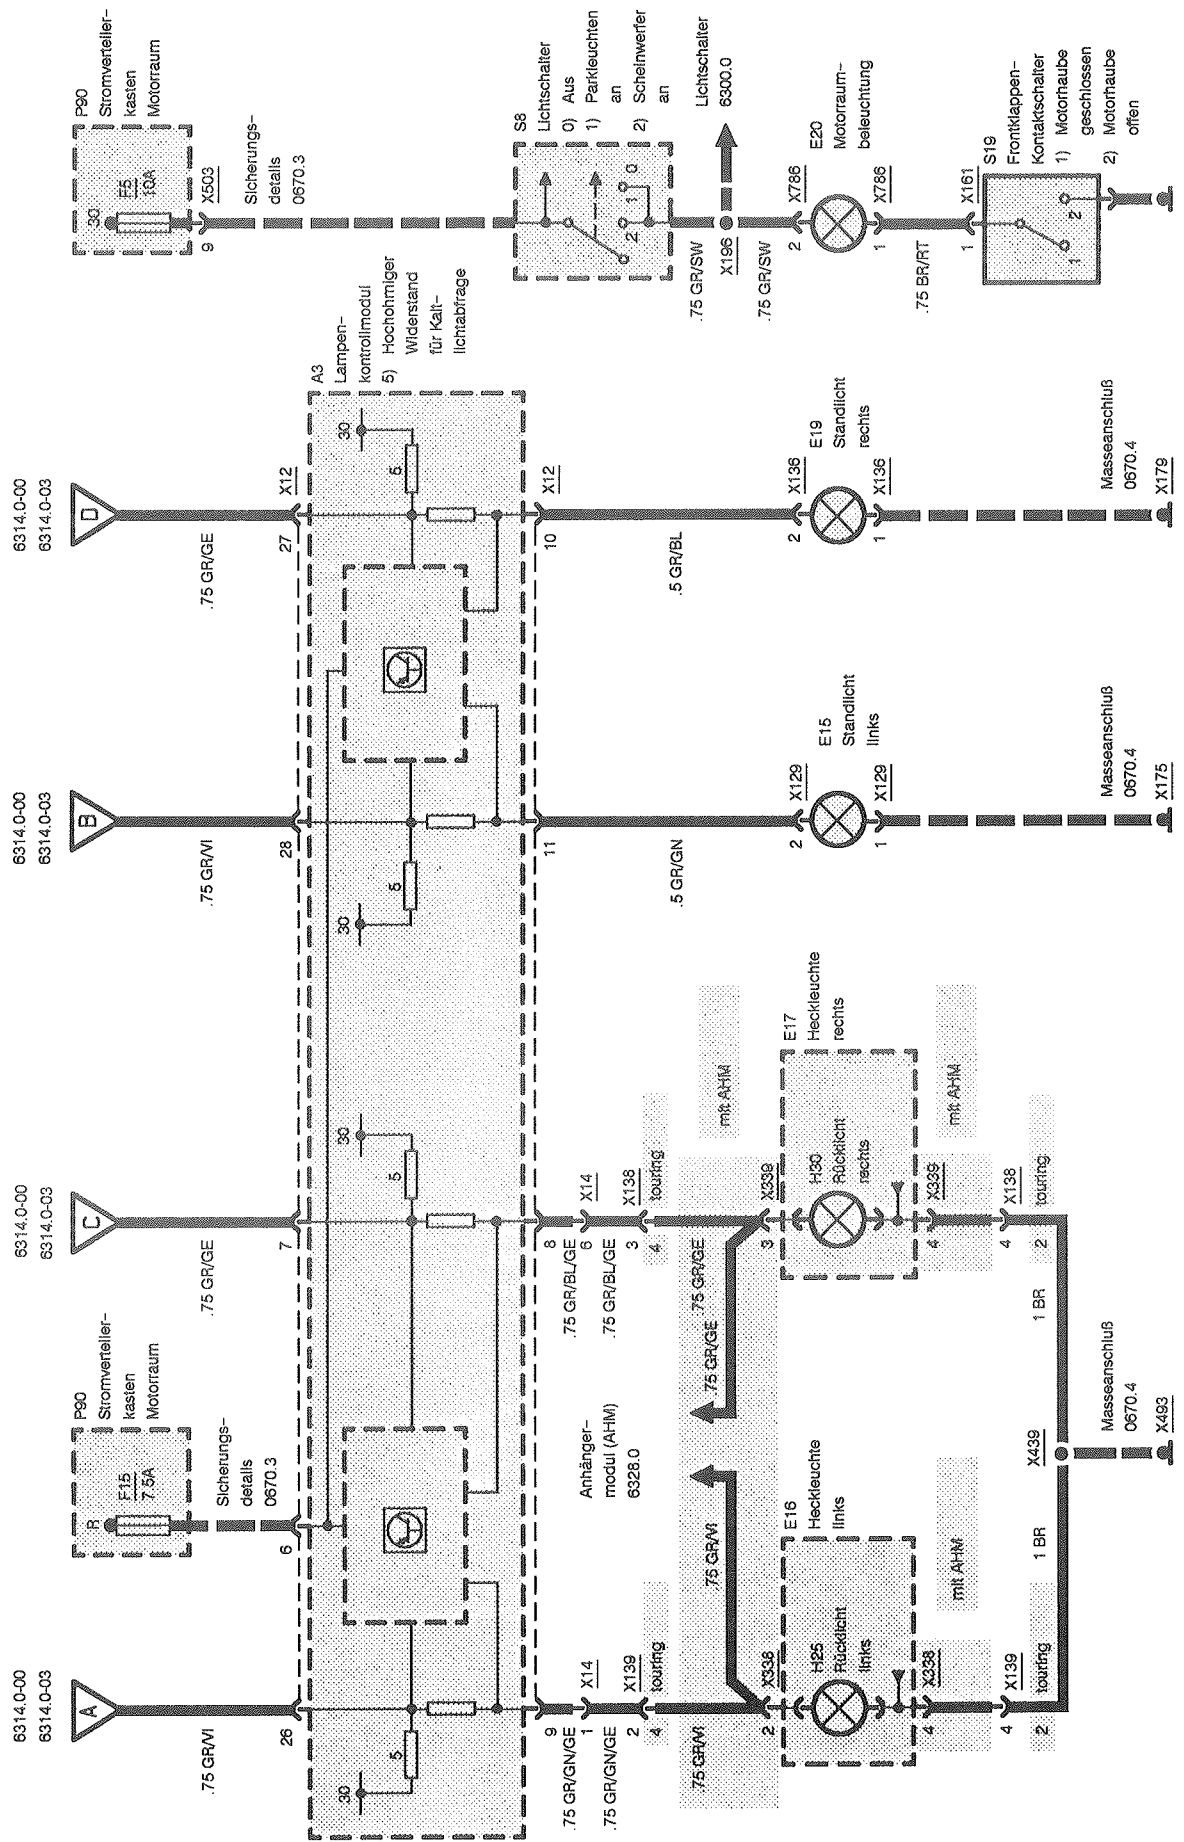 6314.0-00
6314.0-03
A
.75 GR/VI
26
P90
Stromverteiler-
kasten
Motorraum
R
F15
7.5A
Sicherungs-
details
0670.3
6
6314.0-00
6314.0-03
C
.75 GR/GE
7
6314.0-00
6314.0-03
B
.75 GR/VI
28
6314.0-00
6314.0-03
D
.75 GR/GE
27
X12
P90
Stromverteiler-
kasten
Motorraum
30
F5
10A
X503
9
Sicherungs-
details
0670.3
A3
Lampen-
kontrollmodul
5) Hochohmiger
Widerstand
für Kalt-
lichtabfrage
30
5
30
5
30
5
30
5
S8
Lichtschalter
0) Aus
1) Parkleuchten
an
2) Scheinwerfer
an
2 1 0
9
.75 GR/GN/GE
1
X14
.75 GR/GN/GE
2
X139
4
touring
Anhänger-
modul (AHM)
6328.0
8
.75 GR/BL/GE
6
X14
.75 GR/BL/GE
3
X138
4
touring
11
.5 GR/GN
10
X12
.5 GR/BL
.75 GR/SW
X196
.75 GR/SW
Lichtschalter
6300.0
.75 GR/VI
.75 GR/VI
.75 GR/GE
.75 GR/GE
mit AHM
2
X338
E16
Heckleuchte
links
H25
Rücklicht
links
3
X339
E17
Heckleuchte
rechts
H30
Rücklicht
rechts
2
X129
E15
Standlicht
links
1
X129
2
X136
E19
Standlicht
rechts
1
X136
2
X786
E20
Motorraum-
beleuchtung
1
X786
.75 BR/RT
1
X161
S19
Frontklappen-
Kontaktschalter
1) Motorhaube
geschlossen
2) Motorhaube
offen
1 2
4
X338
mit AHM
4
X139
2
touring
1 BR
X439
1 BR
4
X339
mit AHM
4
X138
2
touring
Masseanschluß
0670.4
X493
Masseanschluß
0670.4
X175
Masseanschluß
0670.4
X179